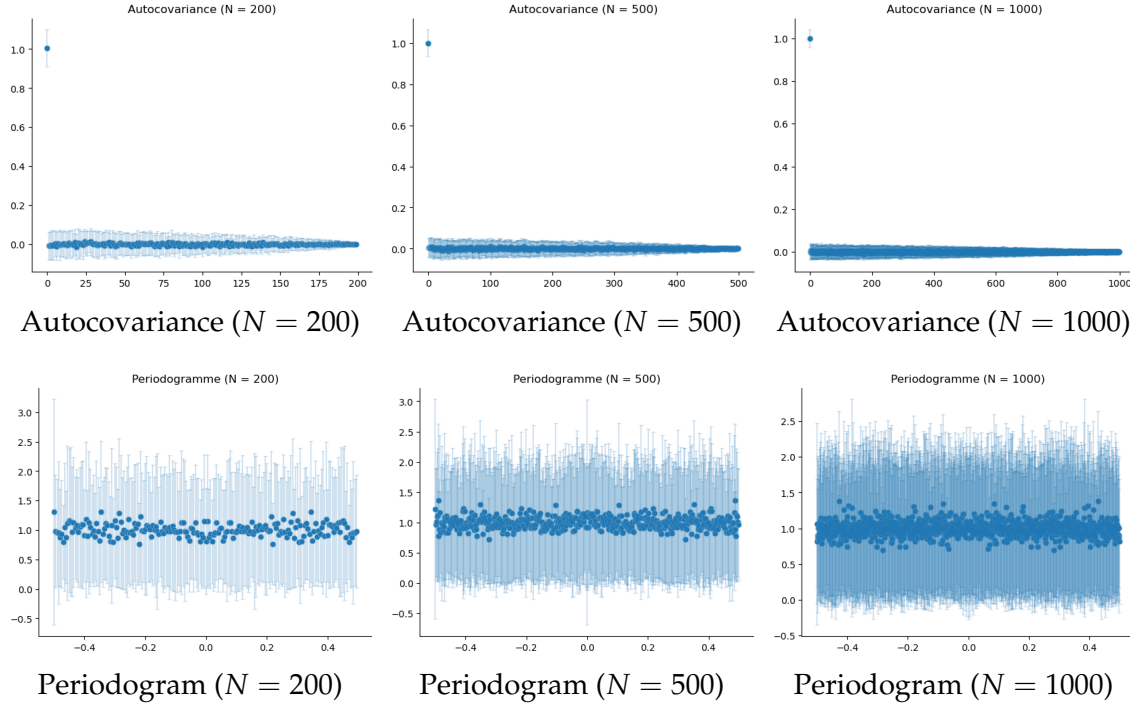 Autocovariance (N = 200)
Autocovariance (N = 500)
Autocovariance (N = 1000)
1.0
0.8
0.6
0.4
0.2
0.0
0 25 50 75 100 125 150 175 200
1.0
0.8
0.6
0.4
0.2
0.0
0 100 200 300 400 500
1.0
0.8
0.6
0.4
0.2
0.0
0 200 400 600 800 1000
Autocovariance (N = 200)
Autocovariance (N = 500)
Autocovariance (N = 1000)
Periodogramme (N = 200)
Periodogramme (N = 500)
Periodogramme (N = 1000)
3.0
2.5
2.0
1.5
1.0
0.5
0.0
−0.5
−0.4 −0.2 0.0 0.2 0.4
3.0
2.5
2.0
1.5
1.0
0.5
0.0
−0.5
−0.4 −0.2 0.0 0.2 0.4
2.5
2.0
1.5
1.0
0.5
0.0
−0.5
−0.4 −0.2 0.0 0.2 0.4
Periodogram (N = 200)
Periodogram (N = 500)
Periodogram (N = 1000)